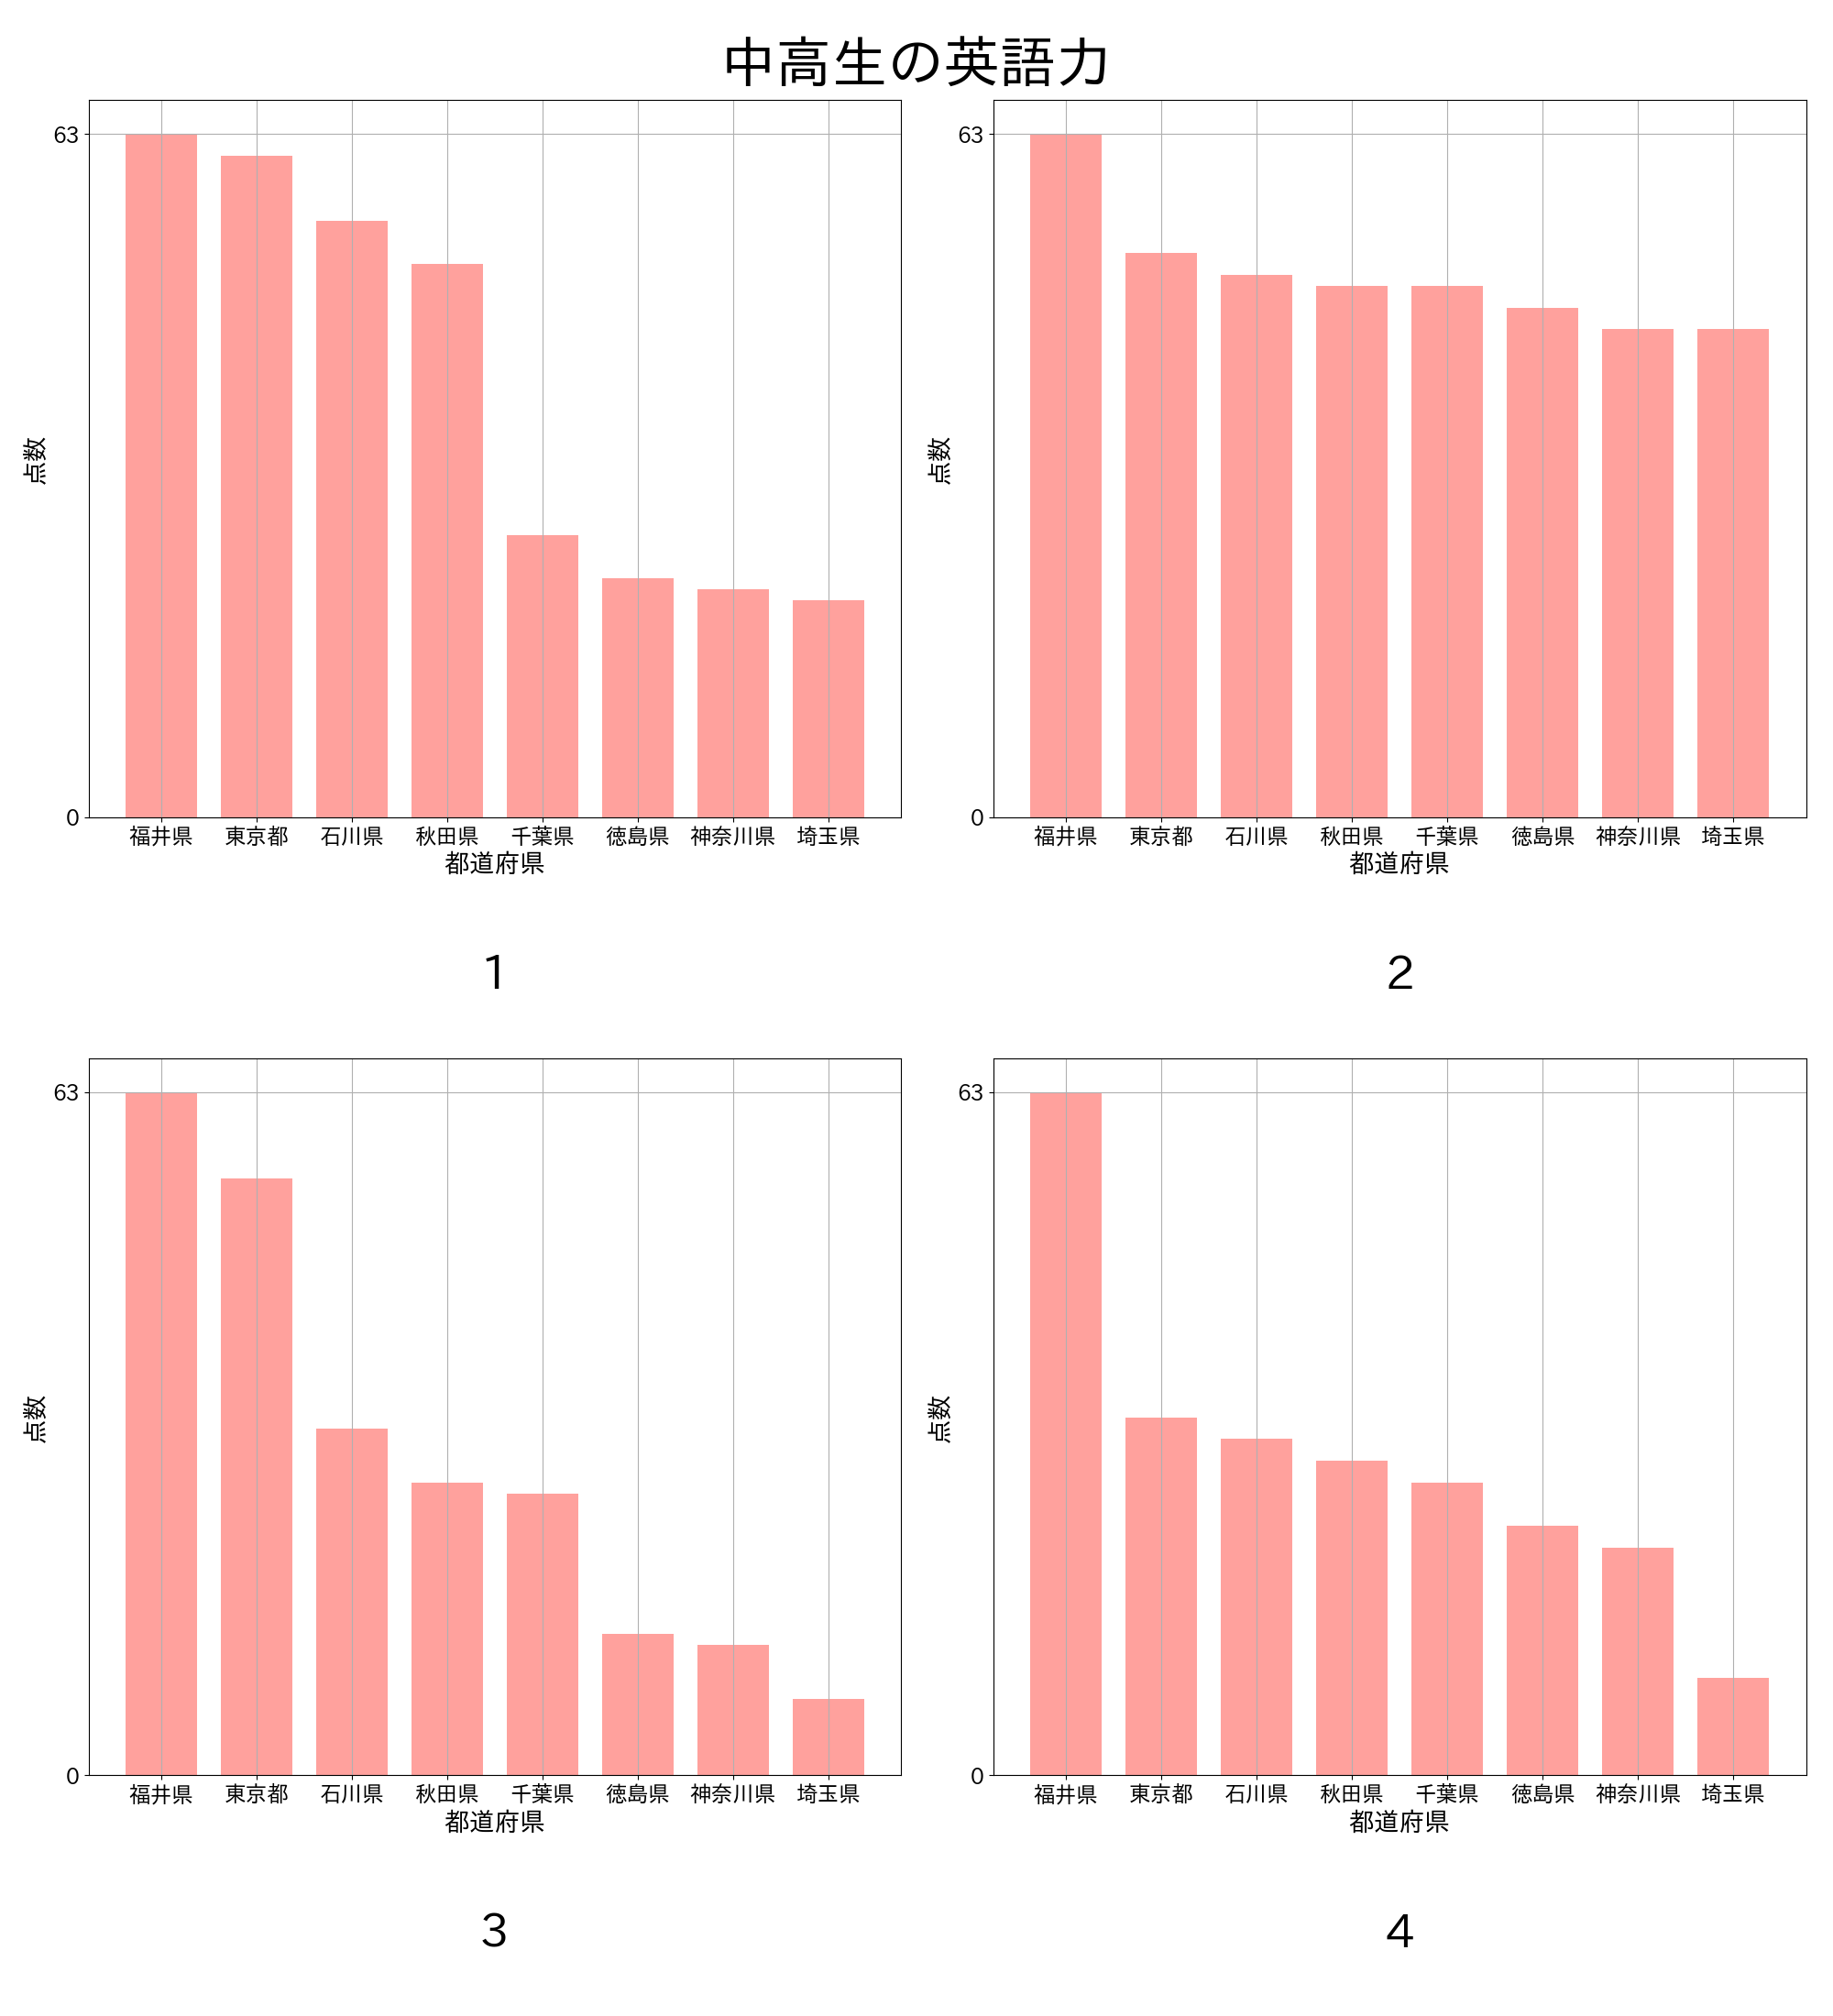 中高生の英語力
63
点数
0
福井県 東京都 石川県 秋田県 千葉県 徳島県 神奈川県 埼玉県
都道府県
1
63
点数
0
福井県 東京都 石川県 秋田県 千葉県 徳島県 神奈川県 埼玉県
都道府県
2
63
点数
0
福井県 東京都 石川県 秋田県 千葉県 徳島県 神奈川県 埼玉県
都道府県
3
63
点数
0
福井県 東京都 石川県 秋田県 千葉県 徳島県 神奈川県 埼玉県
都道府県
4